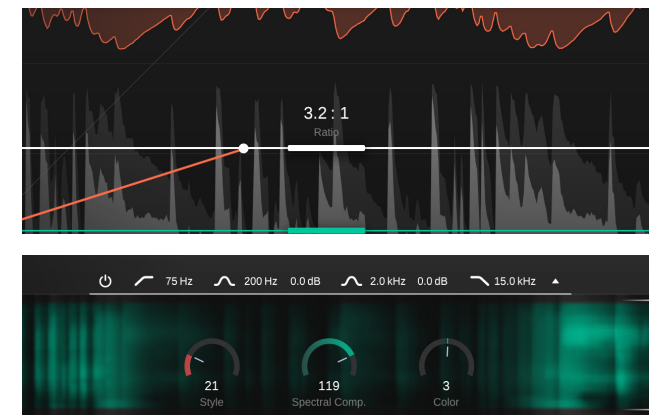 3.2 : 1
Ratio
75 Hz 200 Hz 0.0 dB 2.0 kHz 0.0 dB 15.0 kHz
21 119 3
Style Spectral Comp. Color